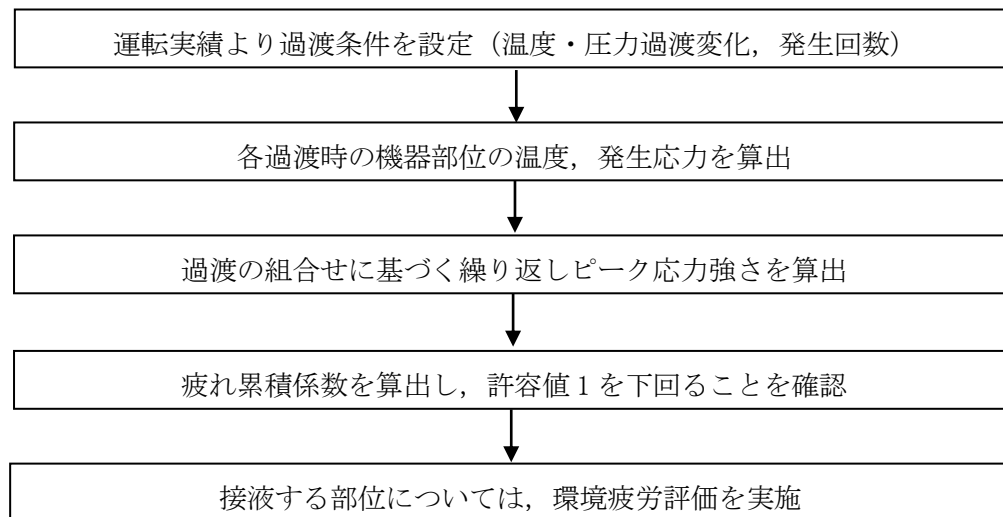 運転実績より過渡条件を設定（温度・圧力過渡変化，発生回数）
各過渡時の機器部位の温度，発生応力を算出
過渡の組合せに基づく繰り返しピーク応力強さを算出
疲れ累積係数を算出し，許容値１を下回ることを確認
接液する部位については，環境疲労評価を実施